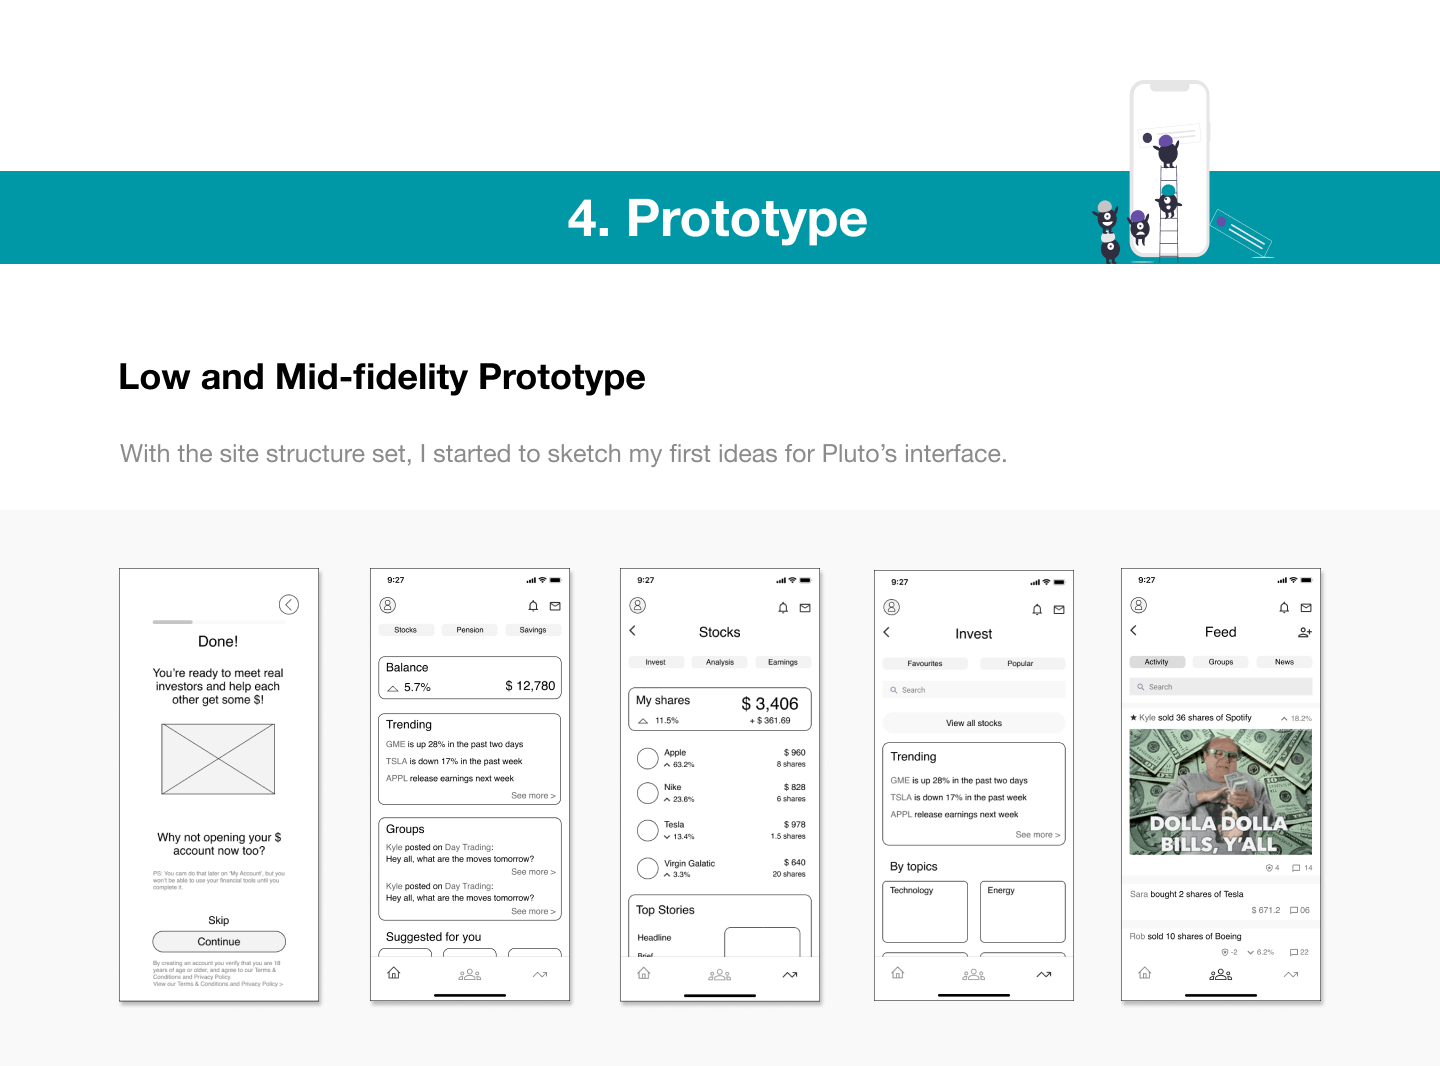 4. Prototype
Low and Mid-fidelity Prototype
With the site structure set, I started to sketch my first ideas for Pluto’s interface.
Done!
You’re ready to meet real
investors and help each
other get some $!
Why not opening your $
account now too?
PS: You can do that later on ‘My Account’, but you
won’t be able to use your financial tools until you
complete it.
Skip
Continue
By creating an account you verify that you are 18
years of age or older, and agree to our Terms &
Conditions and Privacy Policy.
View our Terms & Conditions and Privacy Policy >
9:27
Stocks Pension Savings
Balance
5.7% $ 12,780
Trending
GME is up 28% in the past two days
TSLA is down 17% in the past week
APPL release earnings next week
See more >
Groups
Kyle posted on Day Trading:
Hey all, what are the moves tomorrow?
See more >
Kyle posted on Day Trading:
Hey all, what are the moves tomorrow?
See more >
Suggested for you
9:27
Stocks
Invest Analysis Earnings
My shares $ 3,406
11.5% + $ 361.69
Apple $ 960
63.2% 8 shares
Nike $ 828
23.6% 6 shares
Tesla $ 978
13.4% 1.5 shares
Virgin Galatic $ 640
3.3% 20 shares
Top Stories
Headline
Brief
9:27
Invest
Favourites Popular
Search
View all stocks
Trending
GME is up 28% in the past two days
TSLA is down 17% in the past week
APPL release earnings next week
See more >
By topics
Technology Energy
9:27
Feed
Activity Groups News
Search
Kyle sold 36 shares of Spotify 18.2%
DOLLA DOLLA
BILLS, Y’ALL
4 14
Sara bought 2 shares of Tesla
$ 671.2 06
Rob sold 10 shares of Boeing
-2 6.2% 22